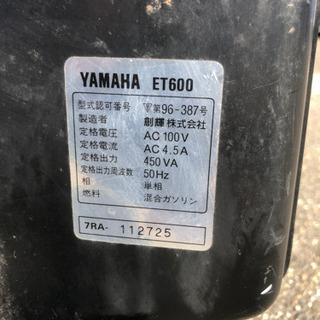 YAMAHA ET600
型式認可番号 第96-387号
製造者 創輝株式会社
定格電圧 AC 100V
定格電流 AC 4.5A
定格出力 450VA
定格出力周波数 50Hz
相 単相
燃料 混合ガソリン
7RA- 112725